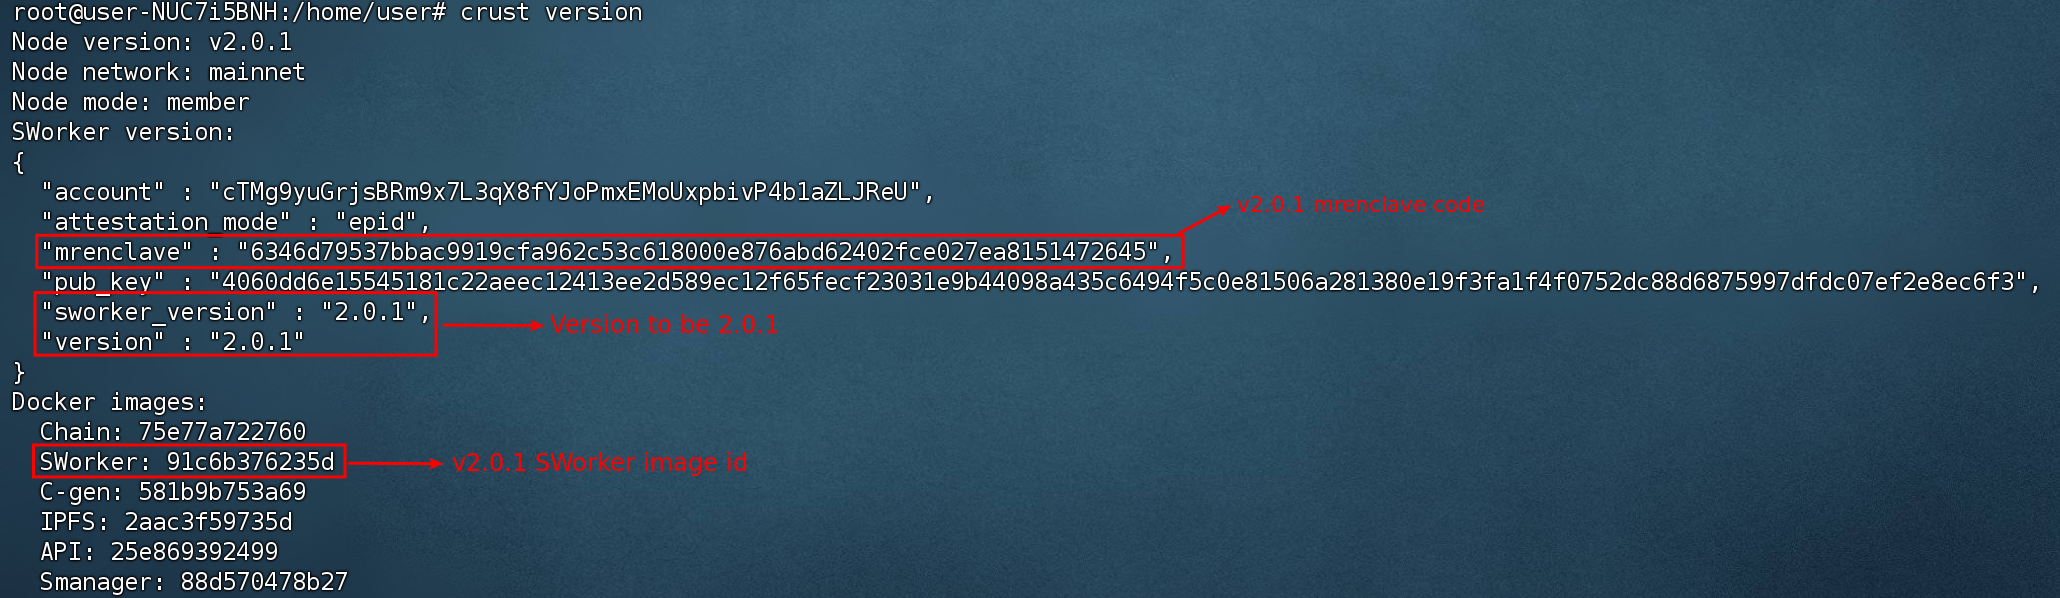 root@user-NUC7i5BNH:/home/user# crust version
Node version: v2.0.1
Node network: mainnet
Node mode: member
SWorker version:
{
"account" : "cTMg9yuGrjsBRm9x7L3qX8fYJoPmxEMoUxpbivP4b1aZLJReU",
"attestation_mode" : "epid",
v2.0.1 mrenclave code
"mrenclave" : "6346d79537bbac9919cfa962c53c618000e876abd62402fce027ea8151472645",
"pub_key" : "4060dd6e15545181c22aeec12413ee2d589ec12f65fecf23031e9b44098a435c6494f5c0e81506a281380e19f3fa1f4f0752dc88d6875997dfdc07ef2e8ec6f3",
"sworker_version" : "2.0.1",
Version to be 2.0.1
"version" : "2.0.1"
}
Docker images:
Chain: 75e77a722760
SWorker: 91c6b376235d v2.0.1 SWorker image id
C-gen: 581b9b753a69
IPFS: 2aac3f59735d
API: 25e869392499
Smanager: 88d570478b27